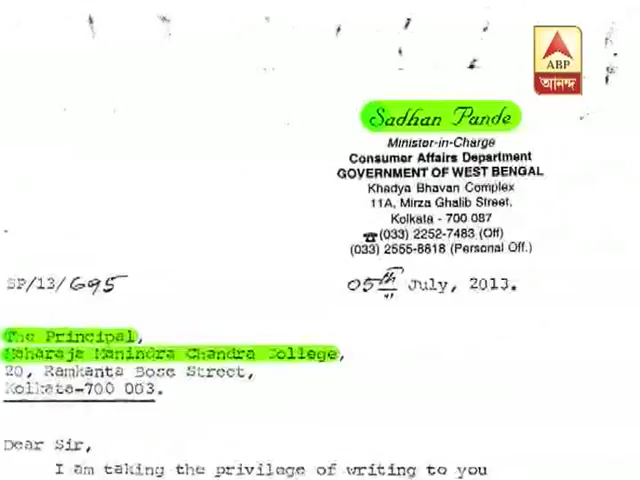 ABP
আনন্দ
Sadhan Pande
Minister-in-Charge
Consumer Affairs Department
GOVERNMENT OF WEST BENGAL
Khadya Bhavan Complex
11A, Mirza Ghalib Street,
Kolkata - 700 087
☎(033) 2252-7483 (Off)
(033) 2555-8818 (Personal Off.)
SP/13/695
05th July, 2013.
The Principal,
Maharaja Manindra Chandra College,
20, Ramkanta Bose Street,
Kolkata-700 003.
Dear Sir,
I am taking the privilege of writing to you